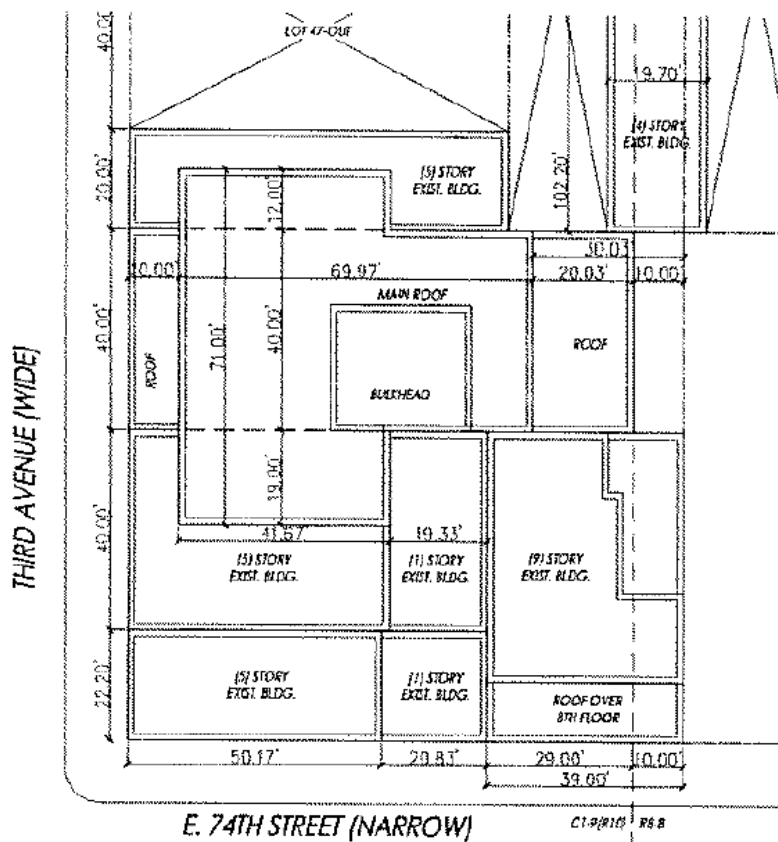 LOT 47-OUT
40.00'
19.70'
(4) STORY
EXIST. BLDG.
102.20'
20.00'
(5) STORY
EXIST. BLDG.
12.00'
30.03
10.00'
69.97'
20.03'
10.00'
MAIN ROOF
40.00'
ROOF
71.00'
40.00'
ROOF
BULKHEAD
THIRD AVENUE (WIDE)
40.00'
19.00'
41.67'
19.33'
(5) STORY
EXIST. BLDG.
(1) STORY
EXIST. BLDG.
(9) STORY
EXIST. BLDG.
22.20'
(5) STORY
EXIST. BLDG.
(1) STORY
EXIST. BLDG.
ROOF OVER
8TH FLOOR
50.17'
20.83'
29.00'
10.00'
39.00'
E. 74TH STREET (NARROW)
C1-9(R10)
R8-B